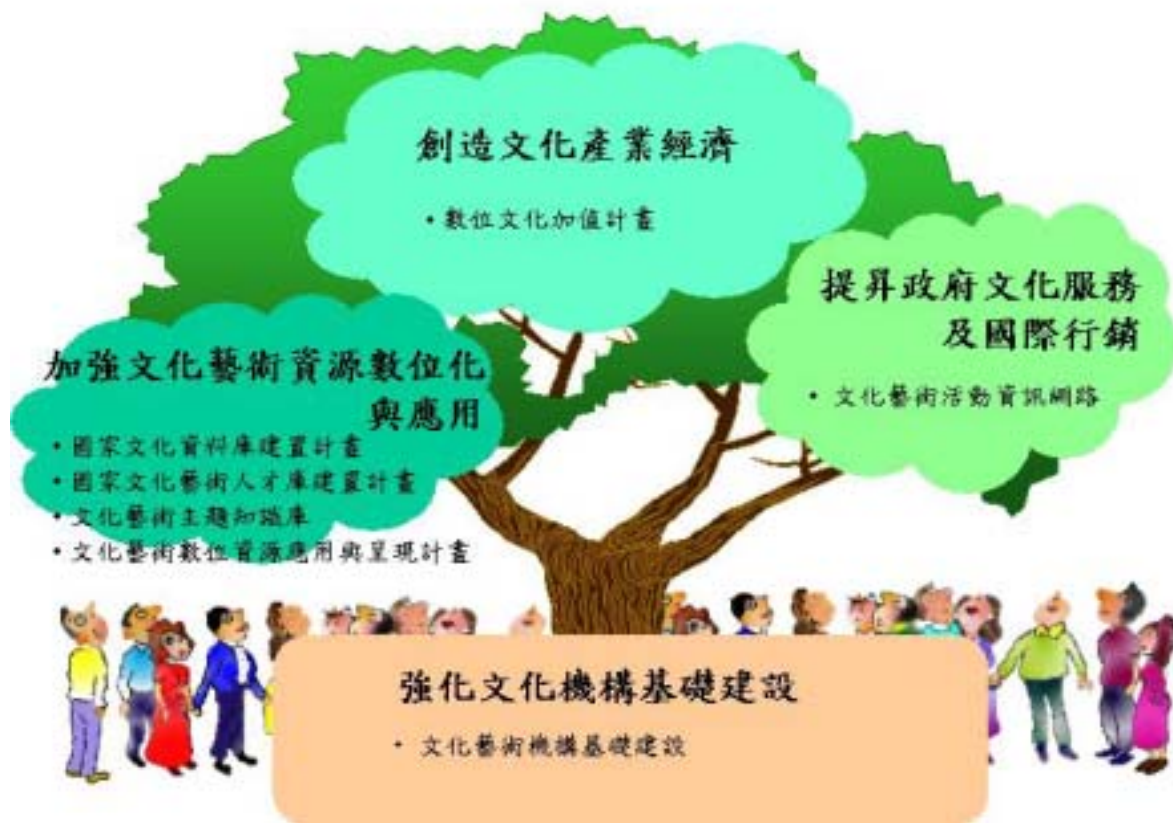 創造文化產業經濟
• 數位文化加值計畫
提昇政府文化服務
及國際行銷
• 文化藝術活動資訊網路
加強文化藝術資源數位化
與應用
• 國家文化資料庫建置計畫
• 國家文化藝術人才庫建置計畫
• 文化藝術主題知識庫
• 文化藝術數位資源應用與呈現計畫
強化文化機構基礎建設
• 文化藝術機構基礎建設